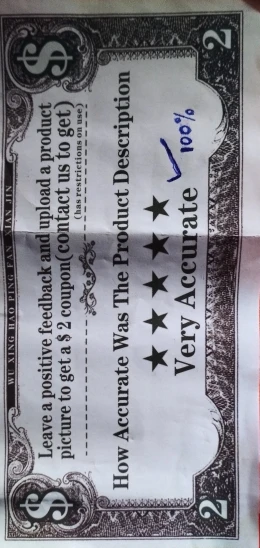 WU XING HAO PING FAN XIAN JIN
$ $
Leave a positive feedback and upload a product
picture to get a $ 2 coupon(contact us to get)
(has restrictions on use)
How Accurate Was The Product Description
★ ★ ★ ★ ★
Very Accurate ✓ 100%
2 2